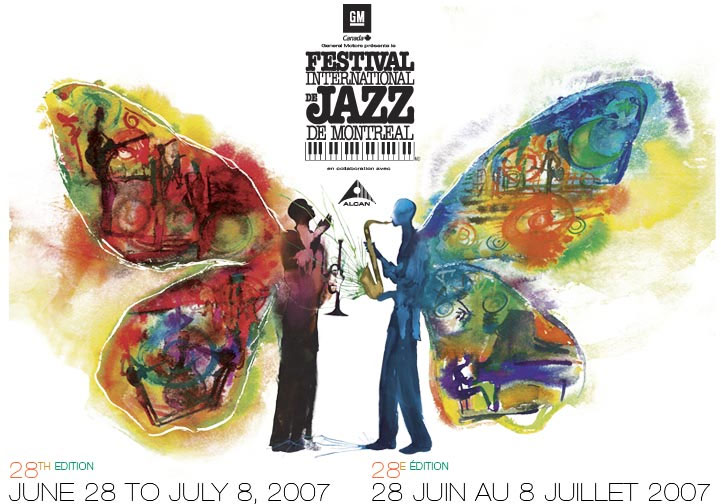 GM
Canada
General Motors présente le
FESTIVAL
INTERNATIONAL
DE JAZZ
DE MONTREAL
en collaboration avec
ALCAN
28TH EDITION
JUNE 28 TO JULY 8, 2007
28E ÉDITION
28 JUIN AU 8 JUILLET 2007